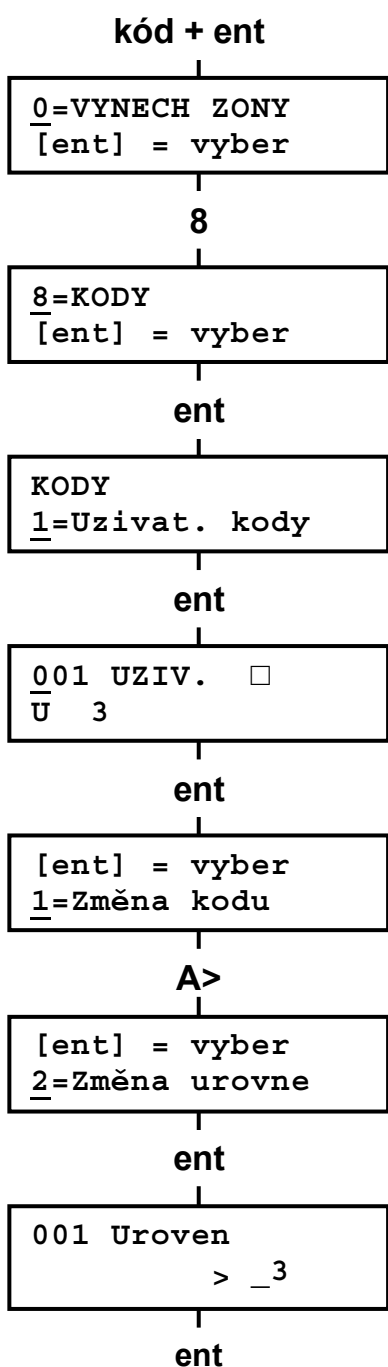 kód + ent
0=VYNECH ZONY
[ent] = vyber
8
8=KODY
[ent] = vyber
ent
KODY
1=Uzivat. kody
ent
001 UZIV. □
U 3
ent
[ent] = vyber
1=Změna kodu
A>
[ent] = vyber
2=Změna urovne
ent
001 Uroven
> _3
ent